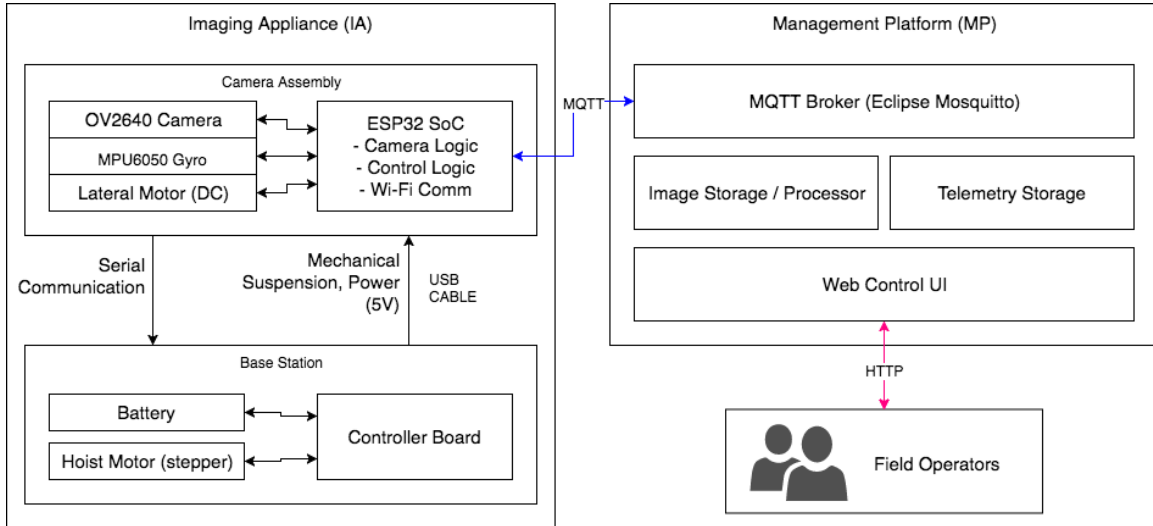 Imaging Appliance (IA)
Camera Assembly
OV2640 Camera
MPU6050 Gyro
Lateral Motor (DC)
ESP32 SoC
- Camera Logic
- Control Logic
- Wi-Fi Comm
Serial
Communication
Mechanical
Suspension, Power
(5V)
USB
CABLE
Base Station
Battery
Hoist Motor (stepper)
Controller Board
MQTT
Management Platform (MP)
MQTT Broker (Eclipse Mosquitto)
Image Storage / Processor
Telemetry Storage
Web Control UI
HTTP
Field Operators